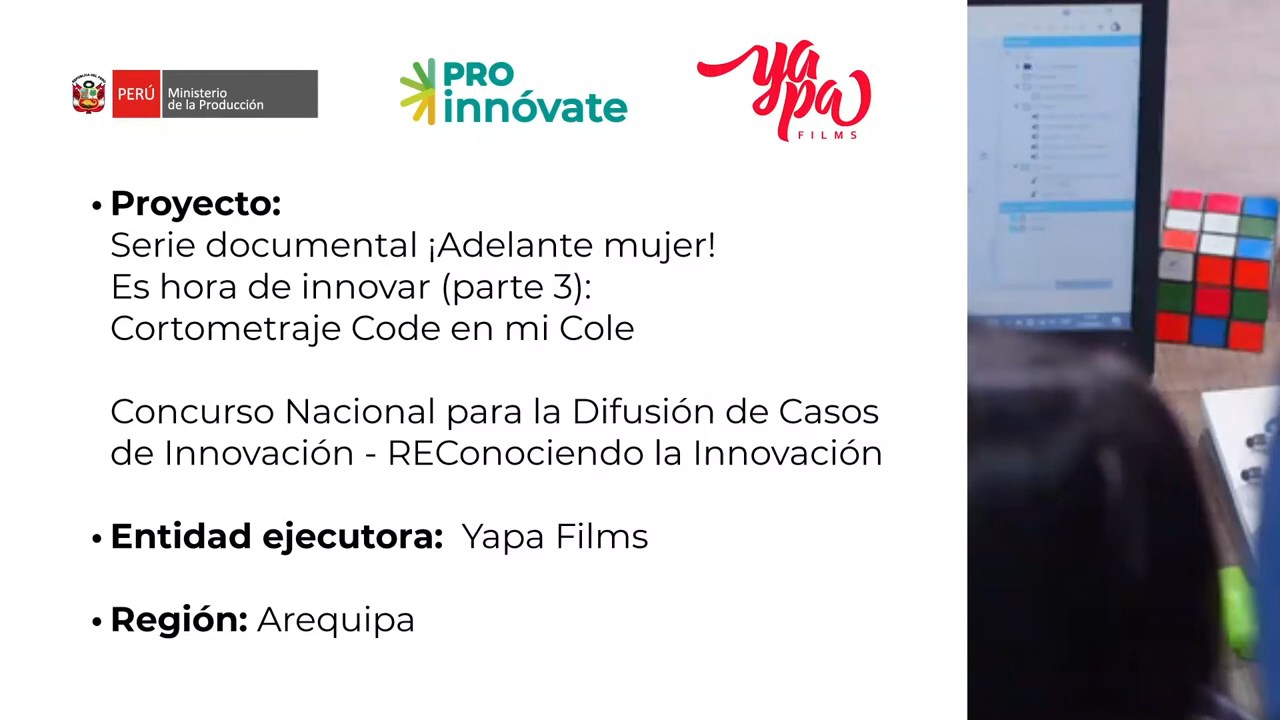 PERÚ
Ministerio
de la Producción
PRO
innóvate
yapa
FILMS
• Proyecto:
Serie documental ¡Adelante mujer!
Es hora de innovar (parte 3):
Cortometraje Code en mi Cole
Concurso Nacional para la Difusión de Casos
de Innovación - REConociendo la Innovación
• Entidad ejecutora: Yapa Films
• Región: Arequipa